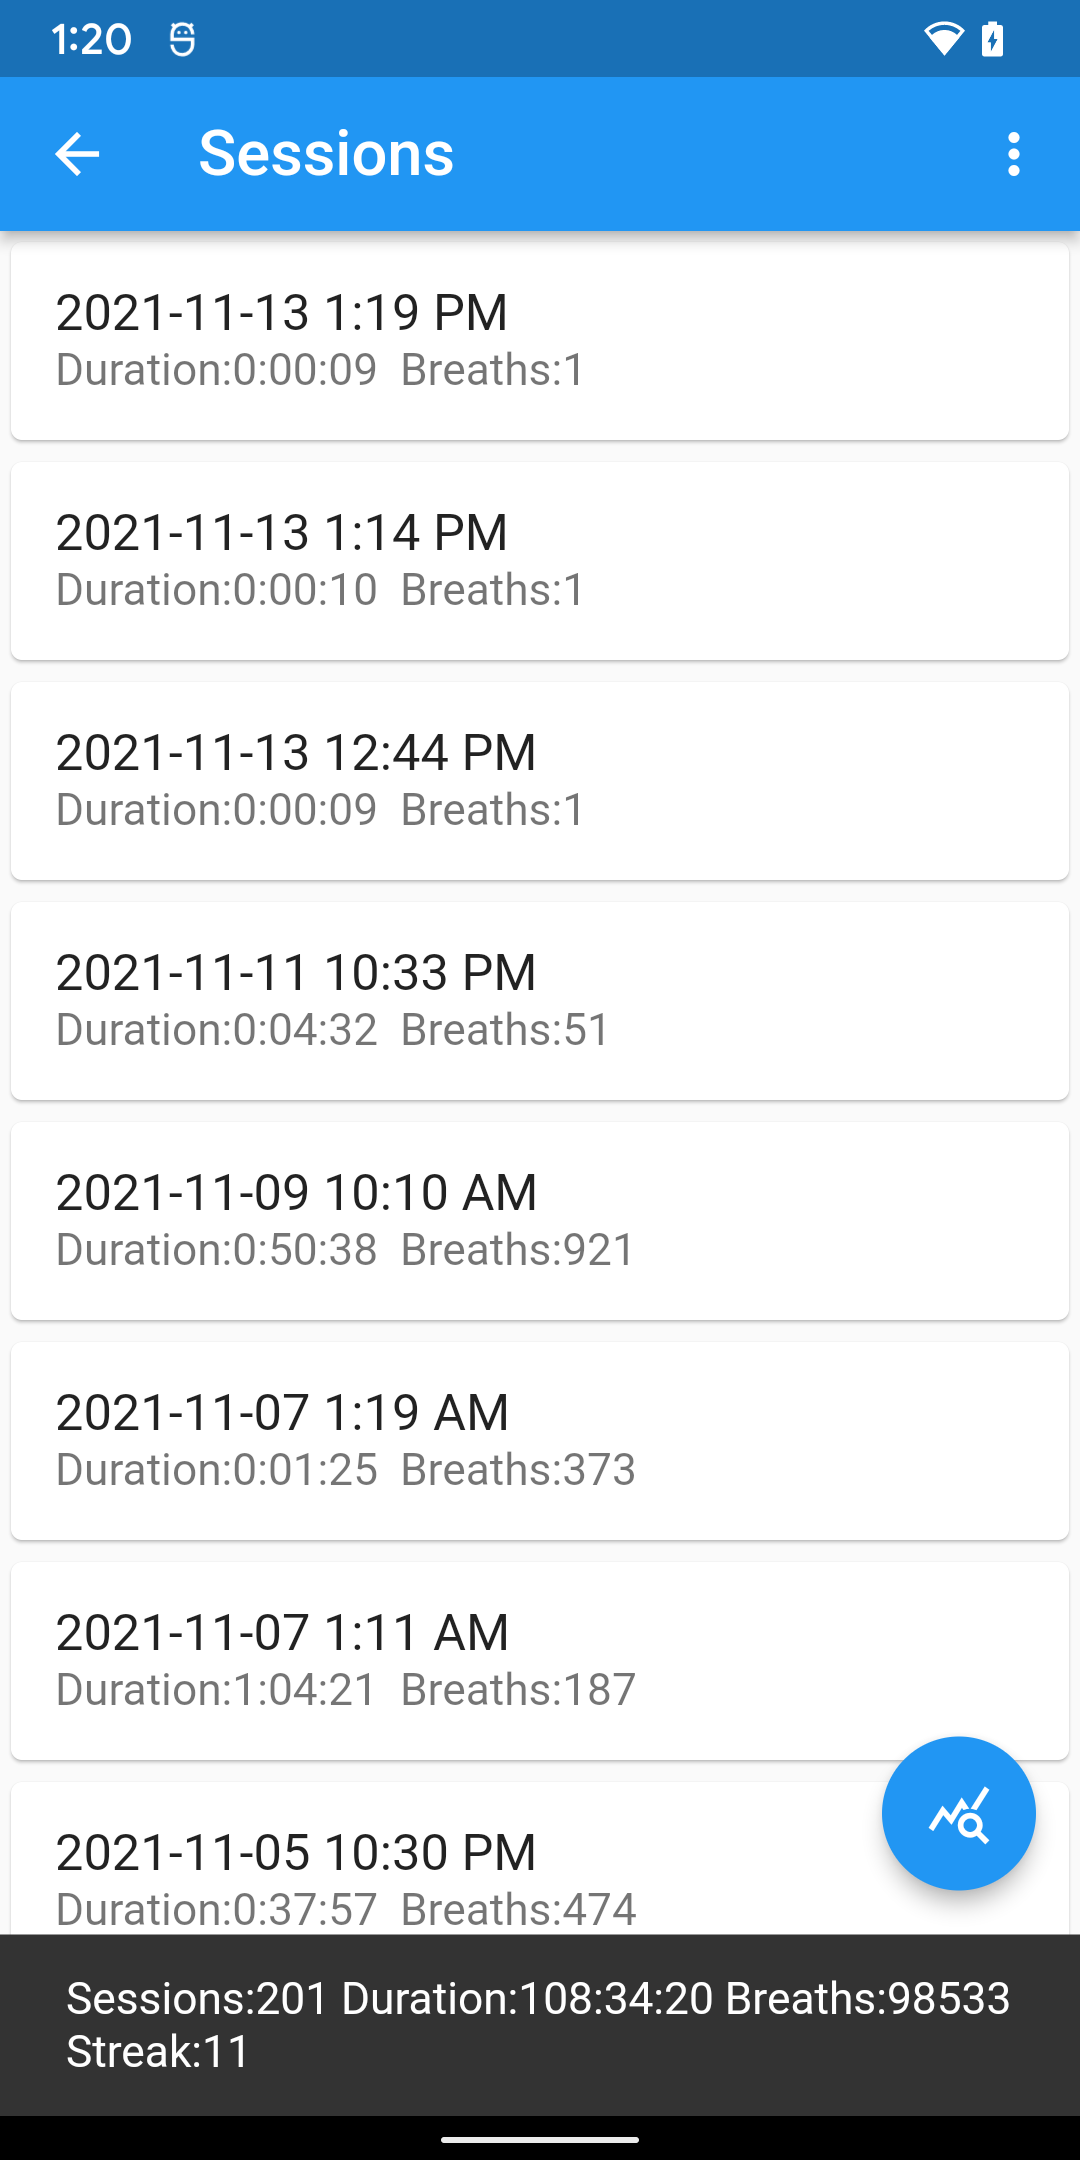 1:20
Sessions
2021-11-13 1:19 PM
Duration:0:00:09 Breaths:1
2021-11-13 1:14 PM
Duration:0:00:10 Breaths:1
2021-11-13 12:44 PM
Duration:0:00:09 Breaths:1
2021-11-11 10:33 PM
Duration:0:04:32 Breaths:51
2021-11-09 10:10 AM
Duration:0:50:38 Breaths:921
2021-11-07 1:19 AM
Duration:0:01:25 Breaths:373
2021-11-07 1:11 AM
Duration:1:04:21 Breaths:187
2021-11-05 10:30 PM
Duration:0:37:57 Breaths:474
Sessions:201 Duration:108:34:20 Breaths:98533
Streak:11